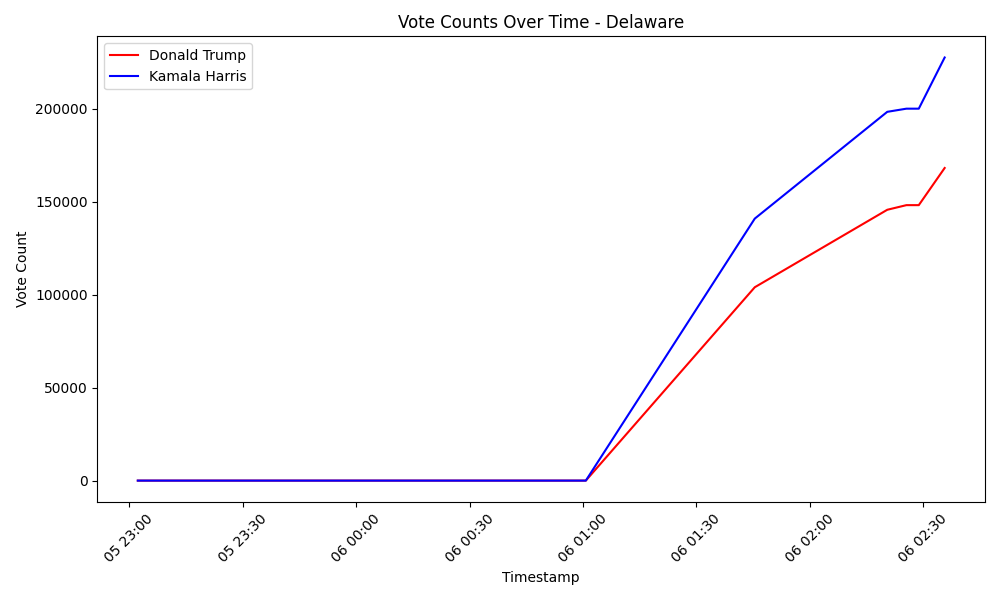 Vote Counts Over Time - Delaware
Donald Trump
Kamala Harris
Vote Count
200000
150000
100000
50000
0
05 23:00
05 23:30
06 00:00
06 00:30
06 01:00
06 01:30
06 02:00
06 02:30
Timestamp